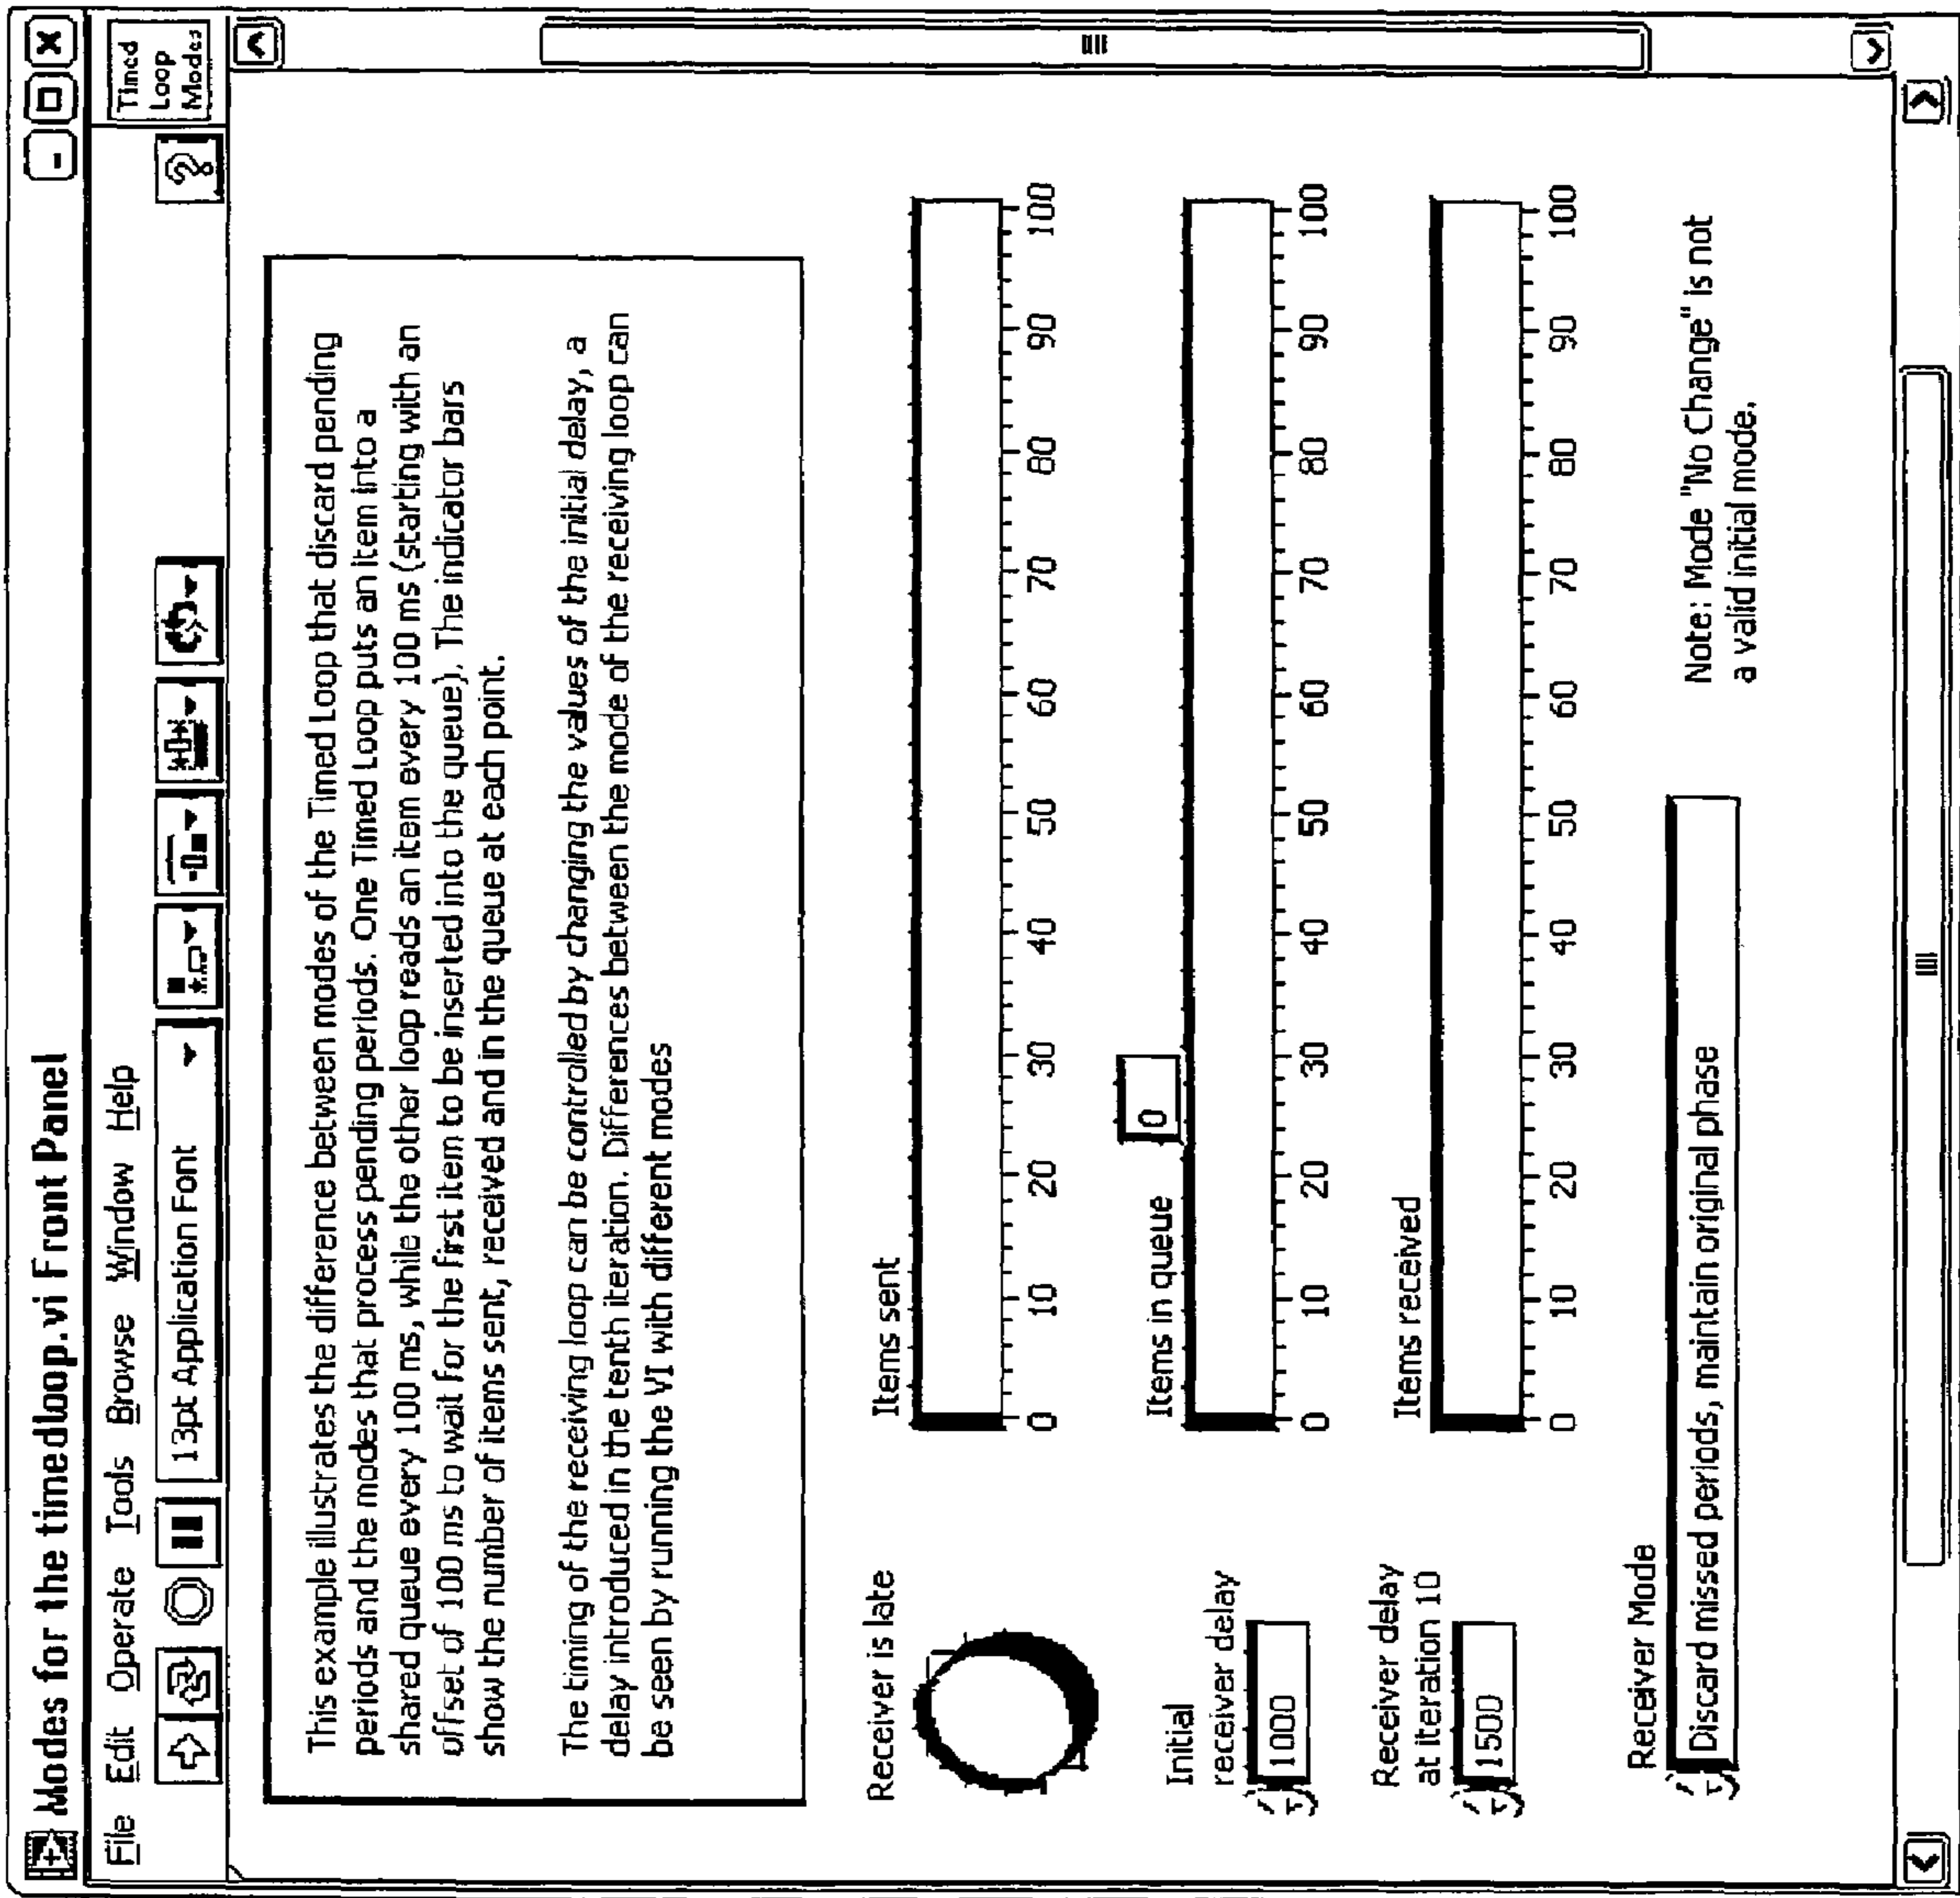 Modes for the timedloop.vi Front Panel
File Edit Operate Tools Browse Window Help
13pt Application Font
?
Timed
Loop
Modes
This example illustrates the difference between modes of the Timed Loop that discard pending
periods and the modes that process pending periods. One Timed Loop puts an item into a
shared queue every 100 ms, while the other loop reads an item every 100 ms (starting with an
offset of 100 ms to wait for the first item to be inserted into the queue). The indicator bars
show the number of items sent, received and in the queue at each point.
The timing of the receiving loop can be controlled by changing the values of the initial delay, a
delay introduced in the tenth iteration. Differences between the mode of the receiving loop can
be seen by running the VI with different modes
Receiver is late
Items sent
0 10 20 30 40 50 60 70 80 90 100
Initial
receiver delay
1000
Items in queue
0
0 10 20 30 40 50 60 70 80 90 100
Receiver delay
at iteration 10
1500
Items received
0 10 20 30 40 50 60 70 80 90 100
Receiver Mode
Discard missed periods, maintain original phase
Note: Mode "No Change" is not
a valid initial mode.